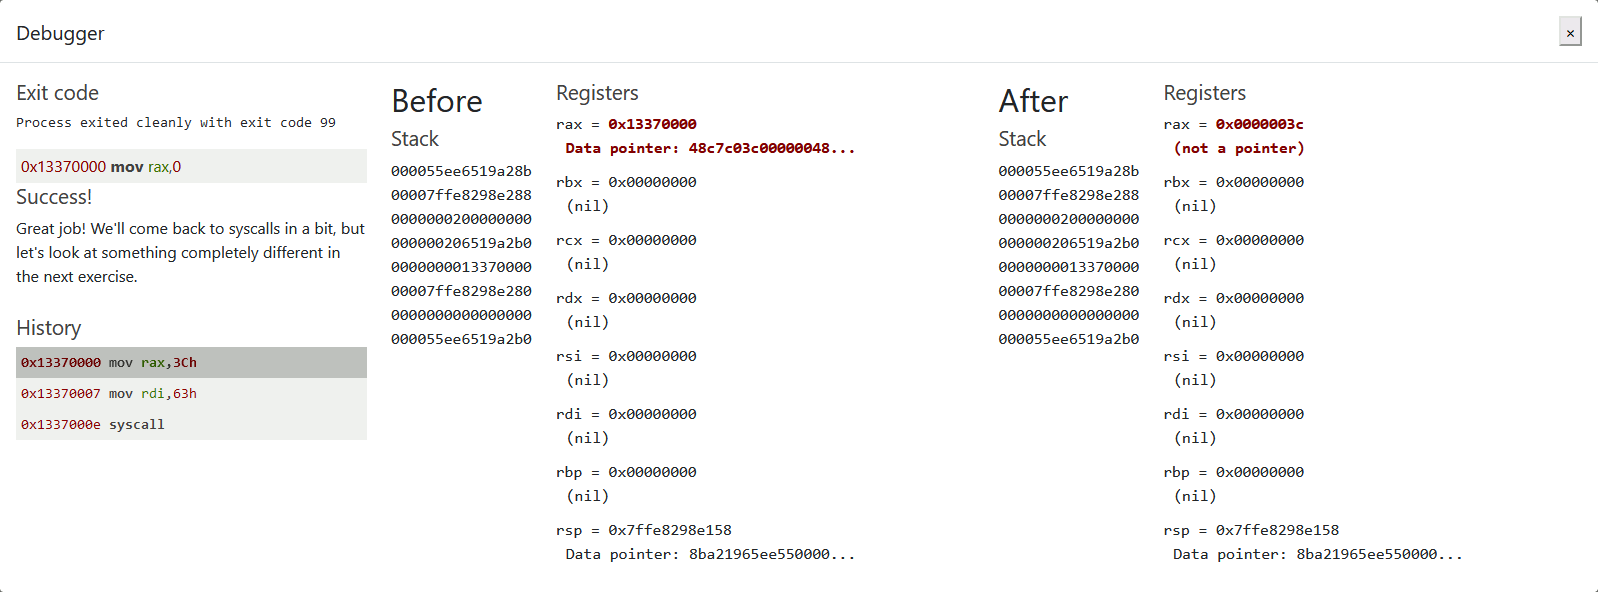 Debugger
×
Exit code
Process exited cleanly with exit code 99
0x13370000 mov rax,0
Success!
Great job! We'll come back to syscalls in a bit, but
let's look at something completely different in
the next exercise.
History
0x13370000 mov rax,3Ch
0x13370007 mov rdi,63h
0x1337000e syscall
Before
Stack
000055ee6519a28b
00007ffe8298e288
0000000200000000
000000206519a2b0
0000000013370000
00007ffe8298e280
0000000000000000
000055ee6519a2b0
Registers
rax = 0x13370000
Data pointer: 48c7c03c00000048...
rbx = 0x00000000
(nil)
rcx = 0x00000000
(nil)
rdx = 0x00000000
(nil)
rsi = 0x00000000
(nil)
rdi = 0x00000000
(nil)
rbp = 0x00000000
(nil)
rsp = 0x7ffe8298e158
Data pointer: 8ba21965ee550000...
After
Stack
000055ee6519a28b
00007ffe8298e288
0000000200000000
000000206519a2b0
0000000013370000
00007ffe8298e280
0000000000000000
000055ee6519a2b0
Registers
rax = 0x0000003c
(not a pointer)
rbx = 0x00000000
(nil)
rcx = 0x00000000
(nil)
rdx = 0x00000000
(nil)
rsi = 0x00000000
(nil)
rdi = 0x00000000
(nil)
rbp = 0x00000000
(nil)
rsp = 0x7ffe8298e158
Data pointer: 8ba21965ee550000...